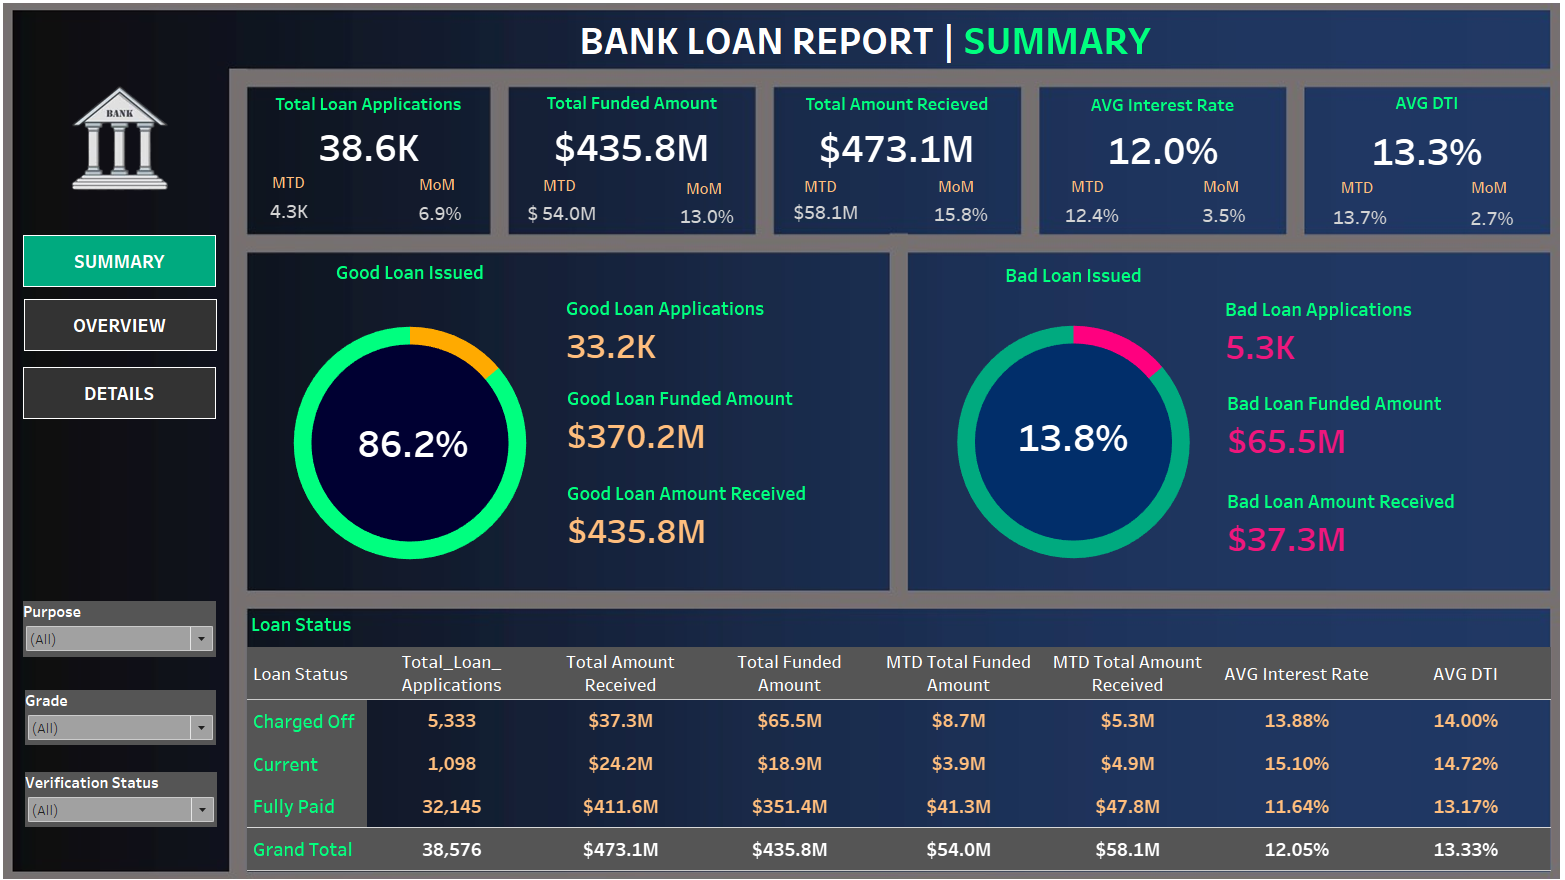 BANK LOAN REPORT | SUMMARY
BANK
SUMMARY
OVERVIEW
DETAILS
Purpose
(All)
Grade
(All)
Verification Status
(All)
Total Loan Applications
38.6K
MTD MoM
4.3K 6.9%
Total Funded Amount
$435.8M
MTD MoM
$ 54.0M 13.0%
Total Amount Recieved
$473.1M
MTD MoM
$58.1M 15.8%
AVG Interest Rate
12.0%
MTD MoM
12.4% 3.5%
AVG DTI
13.3%
MTD MoM
13.7% 2.7%
Good Loan Issued
86.2%
Good Loan Applications
33.2K
Good Loan Funded Amount
$370.2M
Good Loan Amount Received
$435.8M
Bad Loan Issued
13.8%
Bad Loan Applications
5.3K
Bad Loan Funded Amount
$65.5M
Bad Loan Amount Received
$37.3M
Loan Status
Loan Status Total_Loan_ Applications Total Amount Received Total Funded Amount MTD Total Funded Amount MTD Total Amount Received AVG Interest Rate AVG DTI
Charged Off 5,333 $37.3M $65.5M $8.7M $5.3M 13.88% 14.00%
Current 1,098 $24.2M $18.9M $3.9M $4.9M 15.10% 14.72%
Fully Paid 32,145 $411.6M $351.4M $41.3M $47.8M 11.64% 13.17%
Grand Total 38,576 $473.1M $435.8M $54.0M $58.1M 12.05% 13.33%